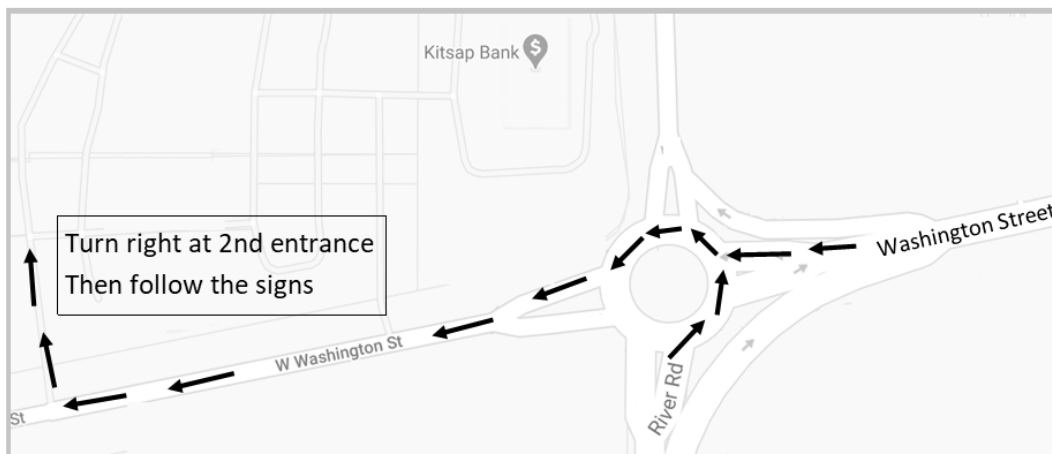 Kitsap Bank
$
Turn right at 2nd entrance
Then follow the signs
Washington Street
W Washington St
River Rd
St